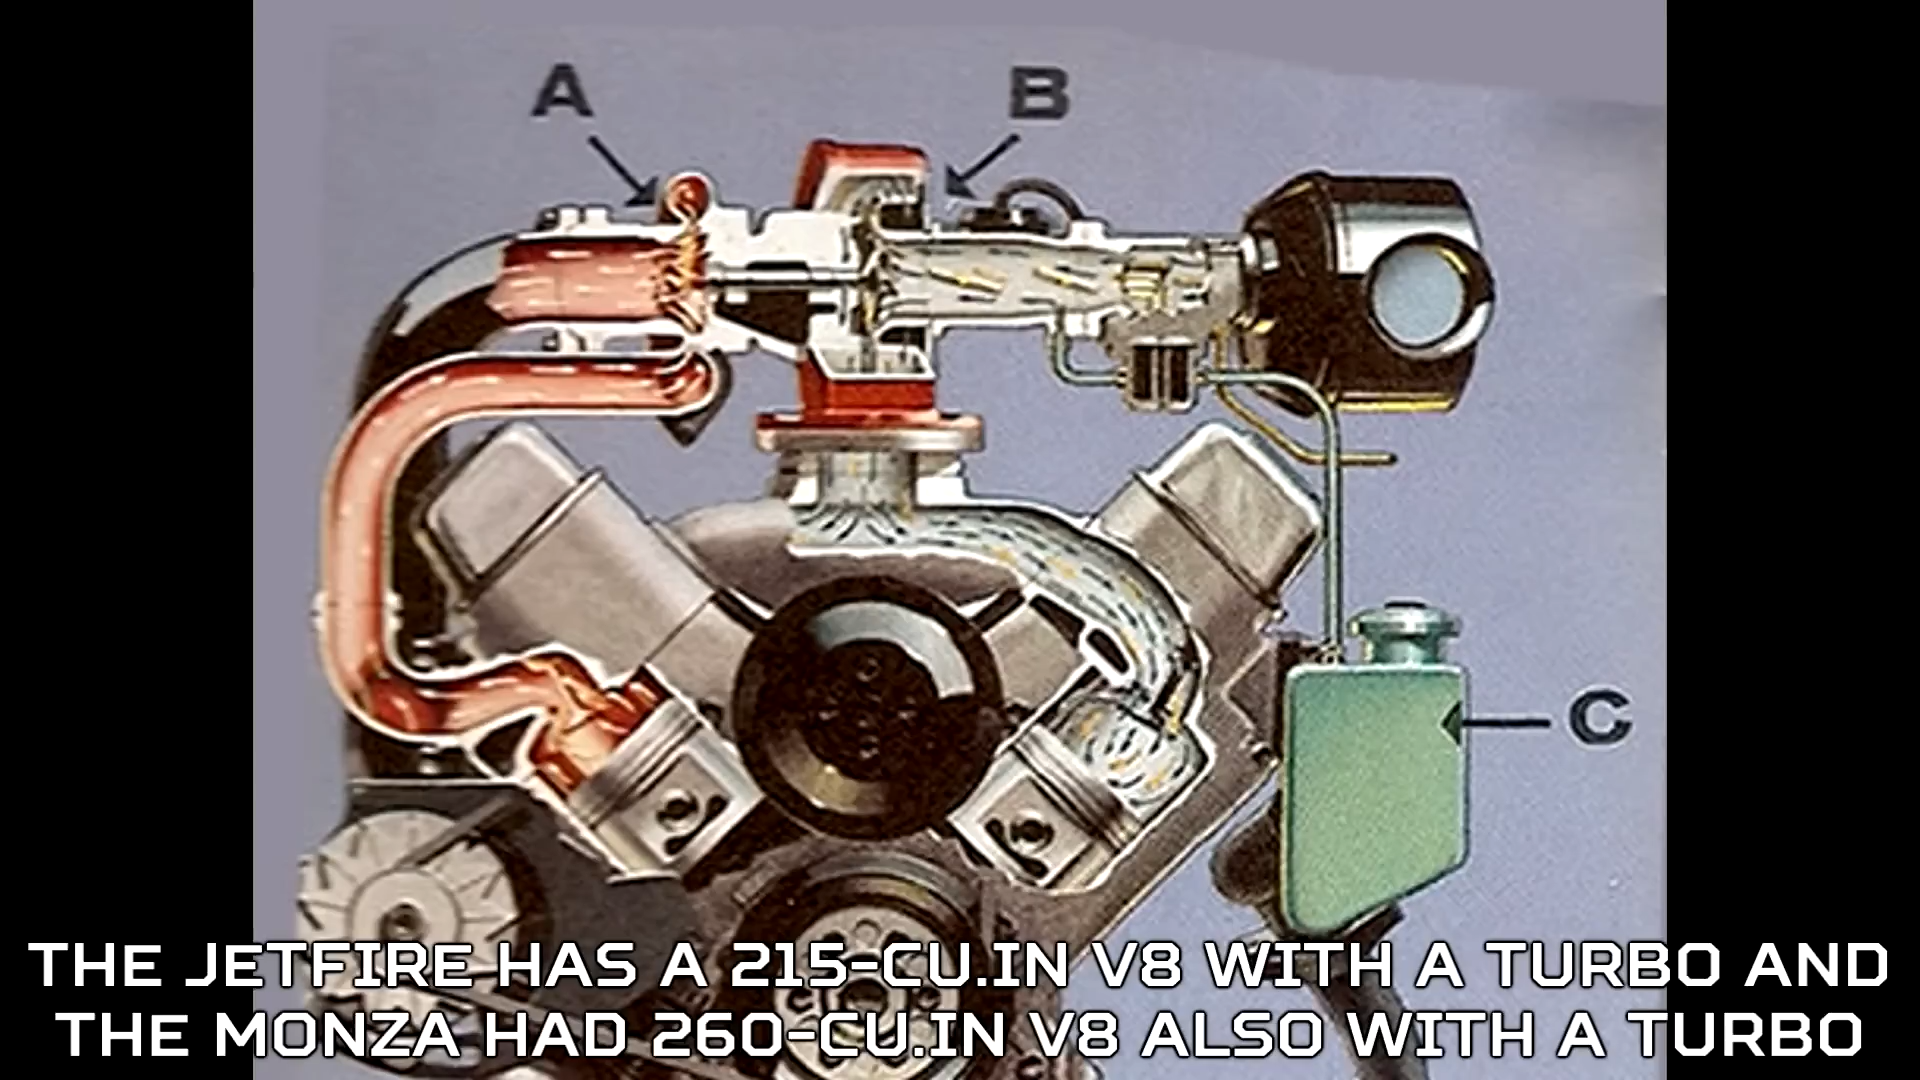 A
B
C
THE JETFIRE HAS A 215-CU.IN V8 WITH A TURBO AND
THE MONZA HAD 260-CU.IN V8 ALSO WITH A TURBO